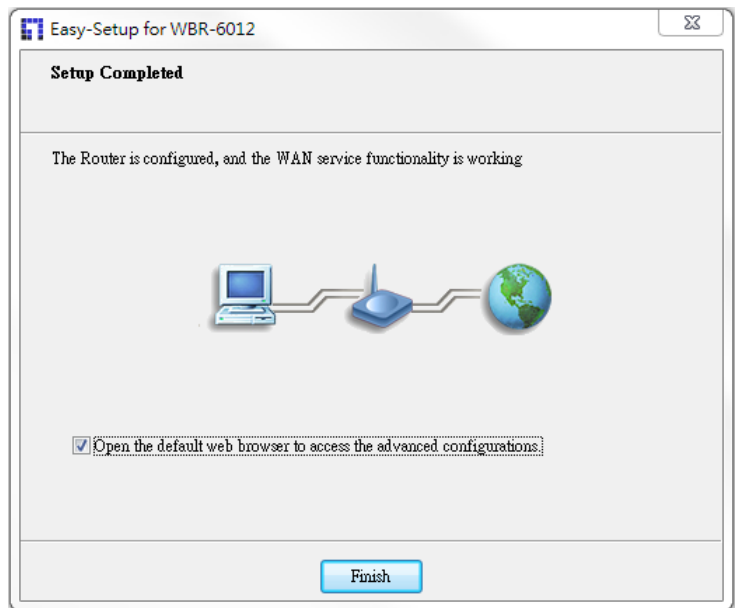 Easy-Setup for WBR-6012
Setup Completed
The Router is configured, and the WAN service functionality is working
Open the default web browser to access the advanced configurations.
Finish